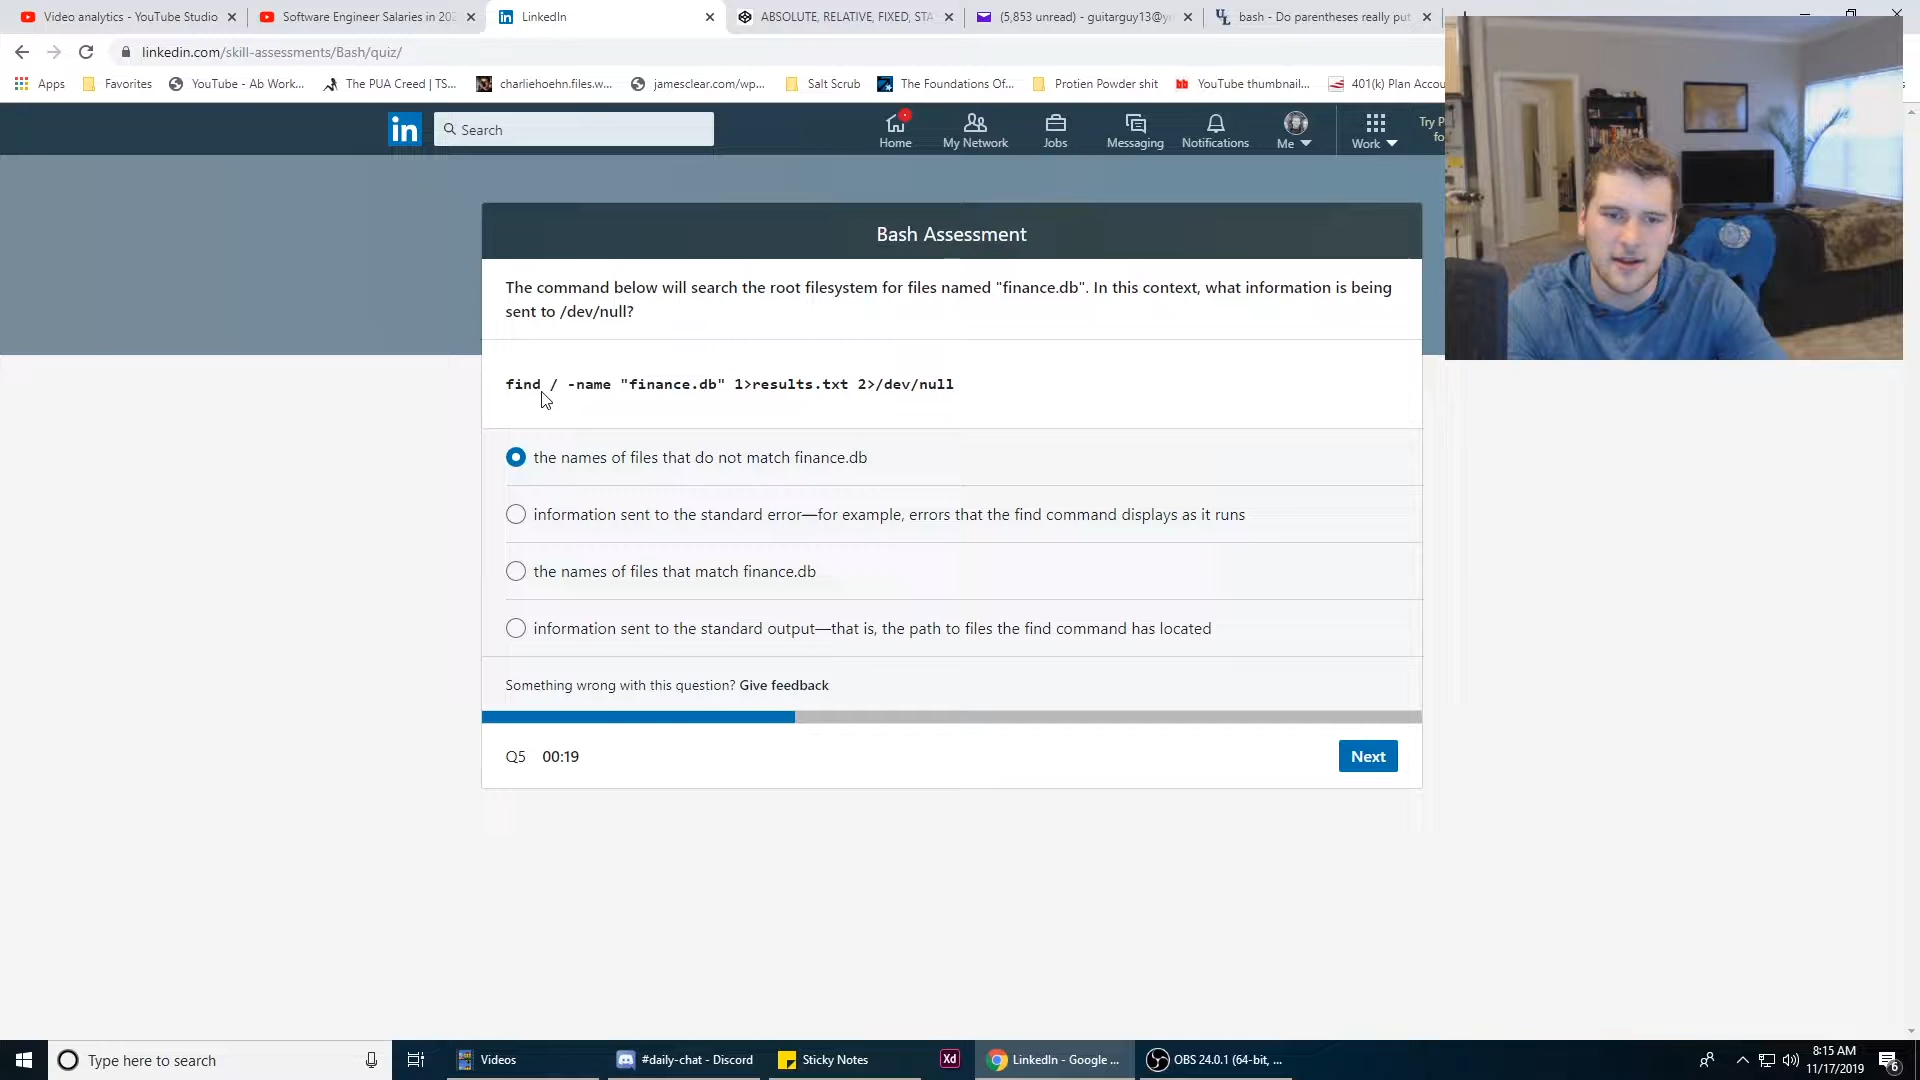 Video analytics - YouTube Studio
Software Engineer Salaries in 202
LinkedIn
ABSOLUTE, RELATIVE, FIXED, STA
(5,853 unread) - guitarguy13@y
bash - Do parentheses really put
linkedin.com/skill-assessments/Bash/quiz/
Apps
Favorites
YouTube - Ab Work...
The PUA Creed | TS...
charliehoehn.files.w...
jamesclear.com/wp...
Salt Scrub
The Foundations Of...
Protien Powder shit
YouTube thumbnail...
401(k) Plan Accou
in
Search
Home
My Network
Jobs
Messaging
Notifications
Me
Work
Try P
fo
Bash Assessment
The command below will search the root filesystem for files named "finance.db". In this context, what information is being
sent to /dev/null?
find / -name "finance.db" 1>results.txt 2>/dev/null
the names of files that do not match finance.db
information sent to the standard error—for example, errors that the find command displays as it runs
the names of files that match finance.db
information sent to the standard output—that is, the path to files the find command has located
Something wrong with this question? Give feedback
Q5 00:19
Next
Type here to search
Videos
#daily-chat - Discord
Sticky Notes
Xd
LinkedIn - Google ...
OBS 24.0.1 (64-bit, ...
8:15 AM
11/17/2019
6